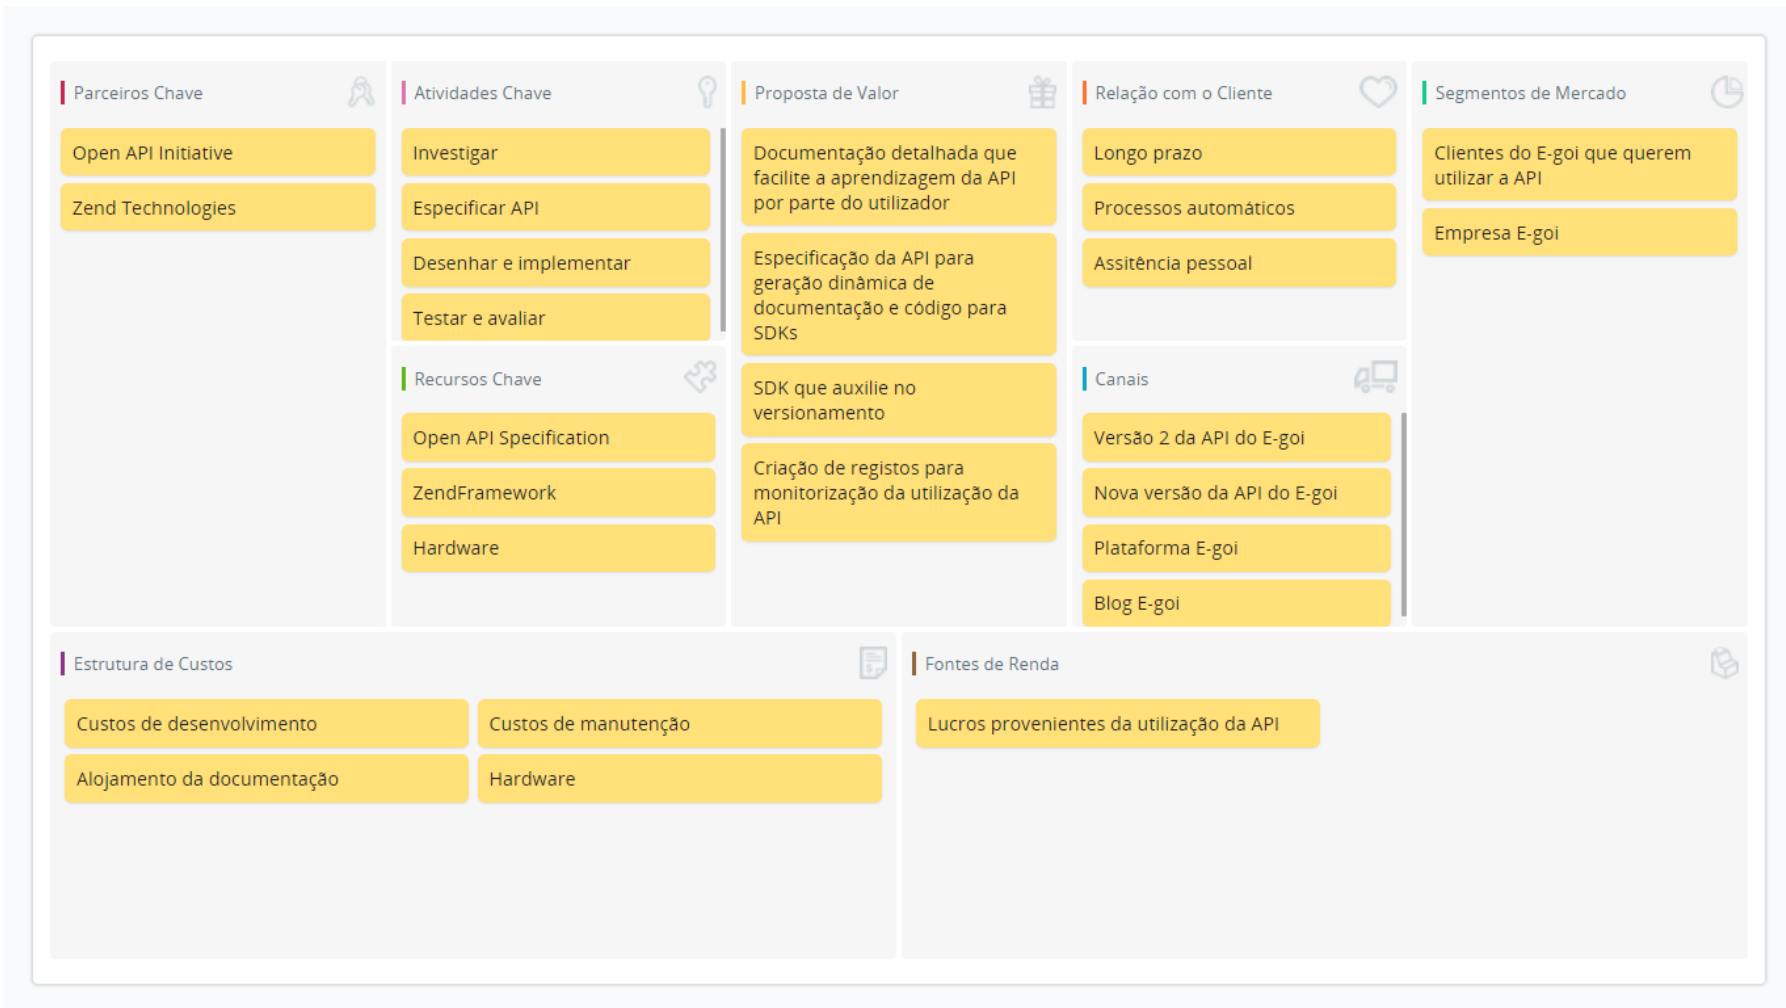 Parceiros Chave
Open API Initiative
Zend Technologies
Atividades Chave
Investigar
Especificar API
Desenhar e implementar
Testar e avaliar
Recursos Chave
Open API Specification
ZendFramework
Hardware
Proposta de Valor
Documentação detalhada que
facilite a aprendizagem da API
por parte do utilizador
Especificação da API para
geração dinâmica de
documentação e código para
SDKs
SDK que auxilie no
versionamento
Criação de registos para
monitorização da utilização da
API
Relação com o Cliente
Longo prazo
Processos automáticos
Assitência pessoal
Canais
Versão 2 da API do E-goi
Nova versão da API do E-goi
Plataforma E-goi
Blog E-goi
Segmentos de Mercado
Clientes do E-goi que querem
utilizar a API
Empresa E-goi
Estrutura de Custos
Custos de desenvolvimento
Custos de manutenção
Alojamento da documentação
Hardware
Fontes de Renda
Lucros provenientes da utilização da API